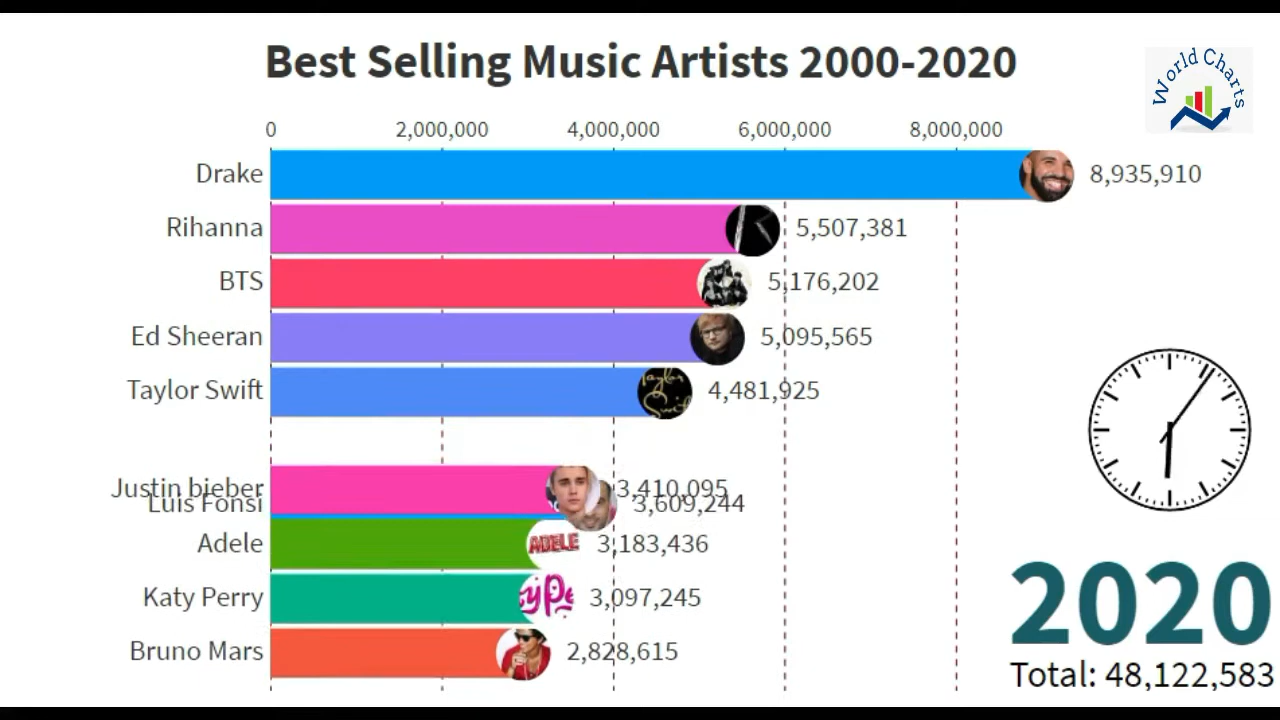 Best Selling Music Artists 2000-2020
World Charts
0 2,000,000 4,000,000 6,000,000 8,000,000
Drake 8,935,910
Rihanna 5,507,381
BTS 5,176,202
Ed Sheeran 5,095,565
Taylor Swift Taylor Swift 4,481,925
Justin bieber 3,410,095
Luis Fonsi 3,609,244
Adele ADELE 3,183,436
Katy Perry 3,097,245
Bruno Mars 2,828,615
2020
Total: 48,122,583